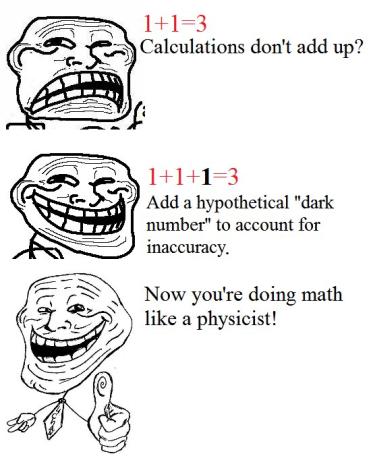 1+1=3
Calculations don't add up?
1+1+1=3
Add a hypothetical "dark
number" to account for
inaccuracy.
Now you're doing math
like a physicist!